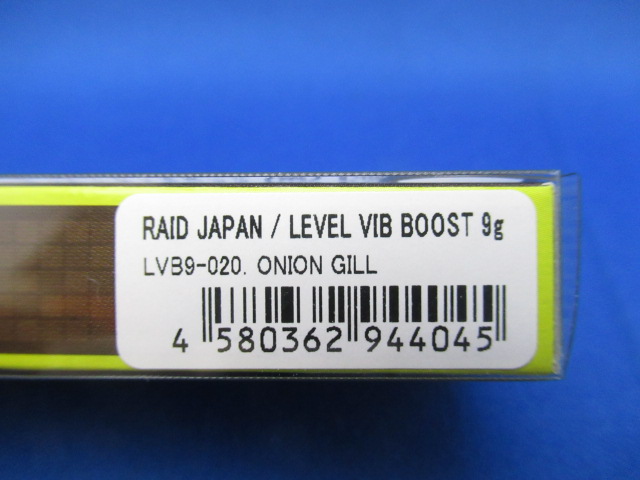 RAID JAPAN / LEVEL VIB BOOST 9g
LVB9-020. ONION GILL
4 580362 944045